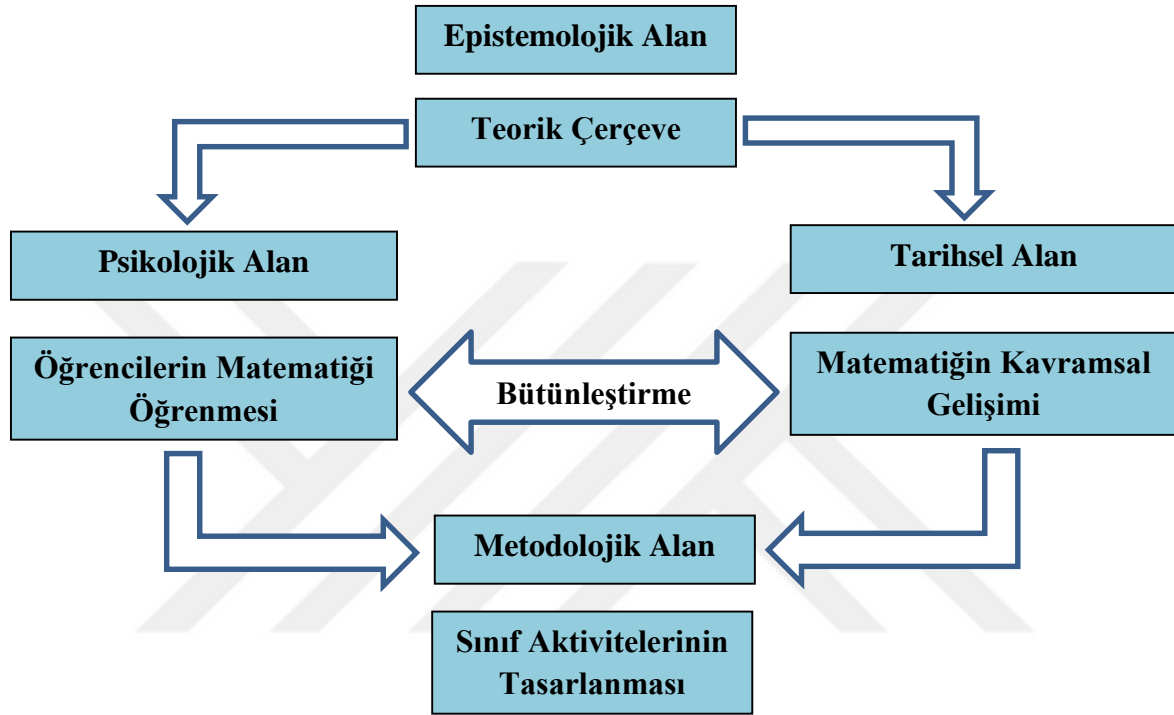 Epistemolojik Alan
Teorik Çerçeve
Psikolojik Alan
Tarihsel Alan
Öğrencilerin Matematiği
Öğrenmesi
Bütünleştirme
Matematiğin Kavramsal
Gelişimi
Metodolojik Alan
Sınıf Aktivitelerinin
Tasarlanması